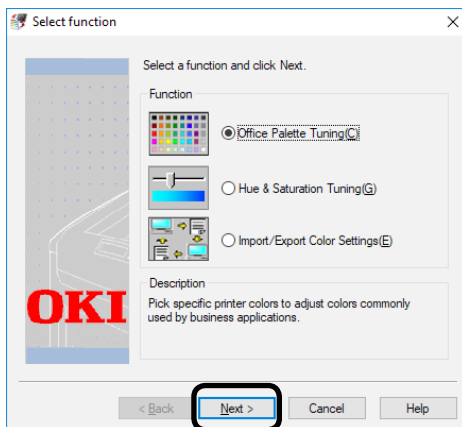 Select function
Select a function and click Next.
Function
Office Palette Tuning(C)
Hue & Saturation Tuning(G)
Import/Export Color Settings(E)
Description
Pick specific printer colors to adjust colors commonly
used by business applications.
OKI
< Back Next > Cancel Help